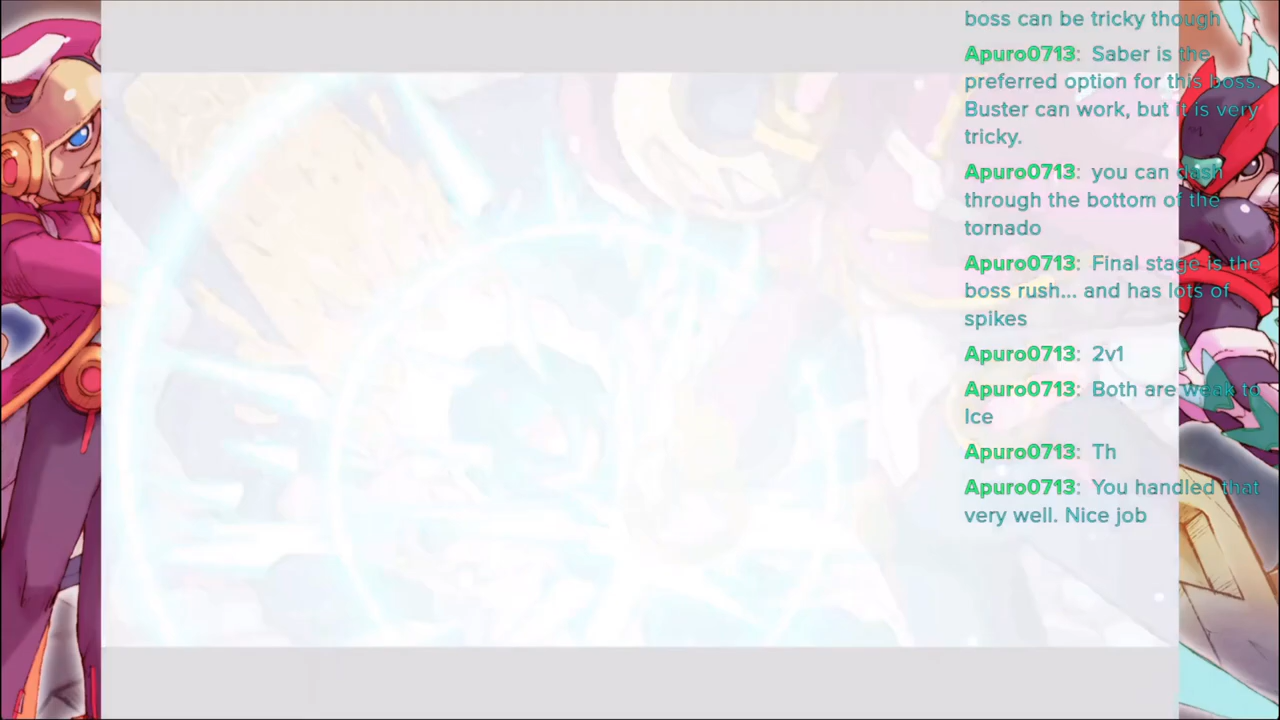 boss can be tricky though
Apuro0713: Saber is the
preferred option for this boss.
Buster can work, but it is very
tricky.
Apuro0713: you can dash
through the bottom of the
tornado
Apuro0713: Final stage is the
boss rush... and has lots of
spikes
Apuro0713: 2v1
Apuro0713: Both are weak to
Ice
Apuro0713: Th
Apuro0713: You handled that
very well. Nice job